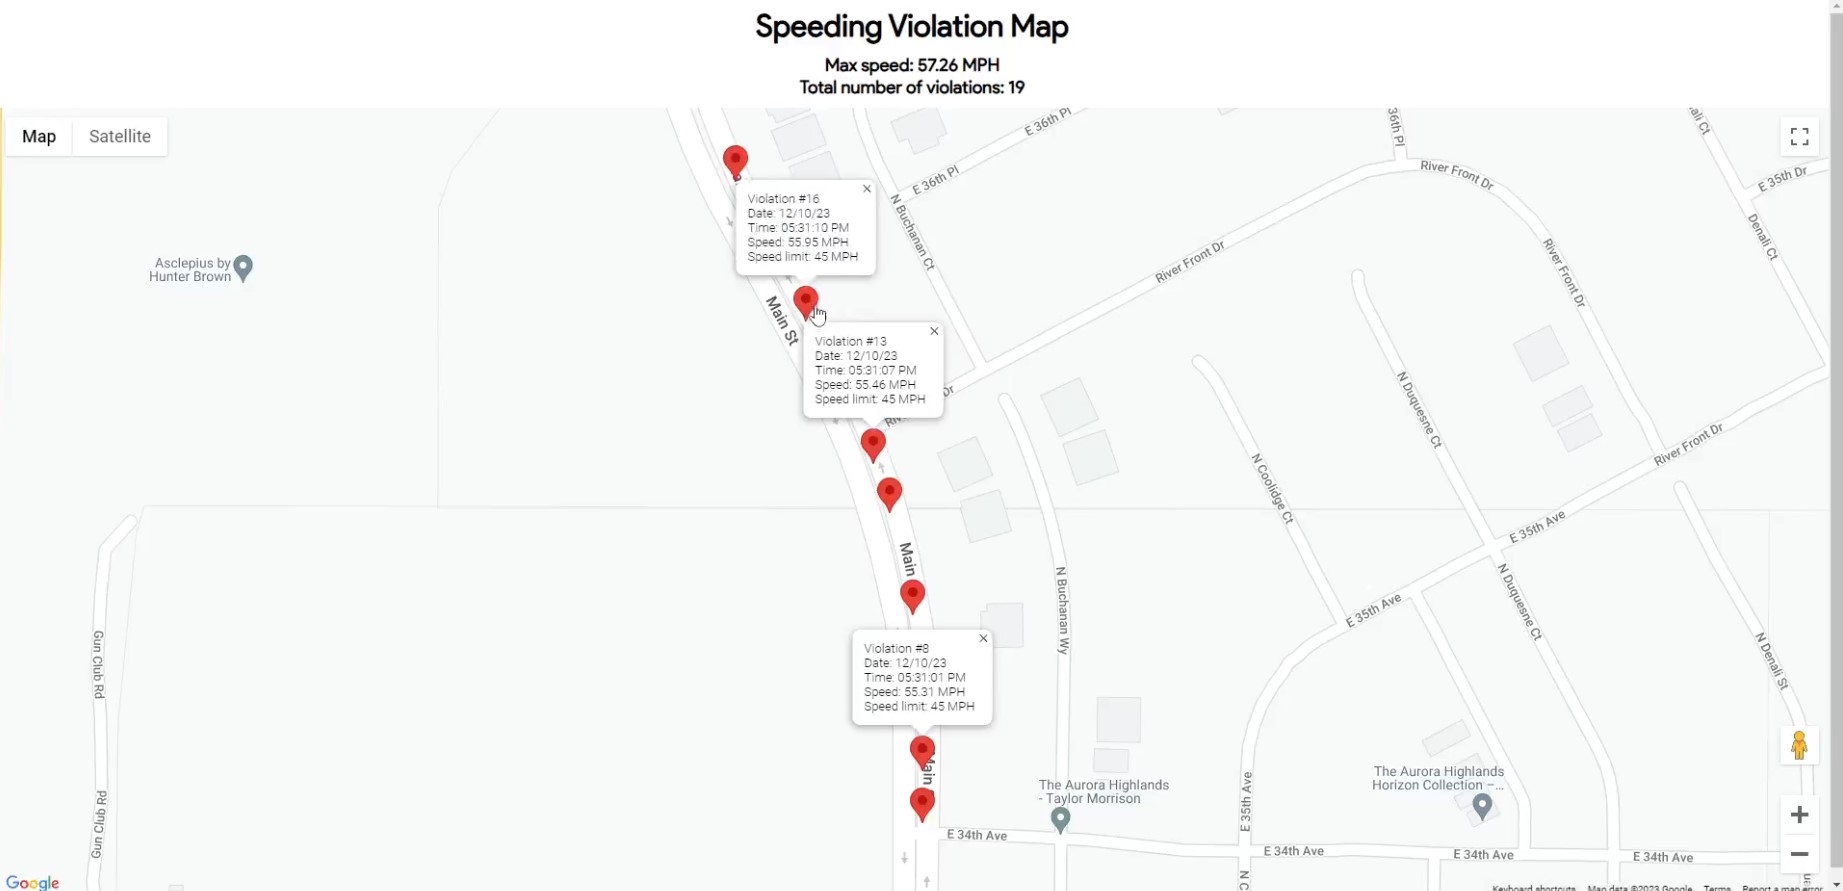 Speeding Violation Map
Max speed: 57.26 MPH
Total number of violations: 19
Map
Satellite
E 36th Pl
36th Pl
ali Ct
River Front Dr
E 35th Dr
E 36th Pl
Violation #16
Date: 12/10/23
Time: 05:31:10 PM
Speed: 55.95 MPH
Speed limit: 45 MPH
N Buchanan Ct
Denali Ct
Asclepius by
Hunter Brown
River Front Dr
River Front Dr
Main St
Violation #13
Date: 12/10/23
Time: 05:31:07 PM
Speed: 55.46 MPH
Speed limit: 45 MPH
Dr
N Duquesne Ct
River Front Dr
N Coolidge Ct
E 35th Ave
Main
N Buchanan Wy
N Duquesne Ct
E 35th Ave
Violation #8
Date: 12/10/23
Time: 05:31:01 PM
Speed: 55.31 MPH
Speed limit: 45 MPH
Gun Club Rd
N Denali St
Main
The Aurora Highlands
- Taylor Morrison
The Aurora Highlands
Horizon Collection –...
E 35th Ave
Gun Club Rd
E 34th Ave
E 34th Ave
E 34th Ave
E 34th Ave
N C
Google
Keyboard shortcuts
Map data ©2023 Google
Terms
Report a map error